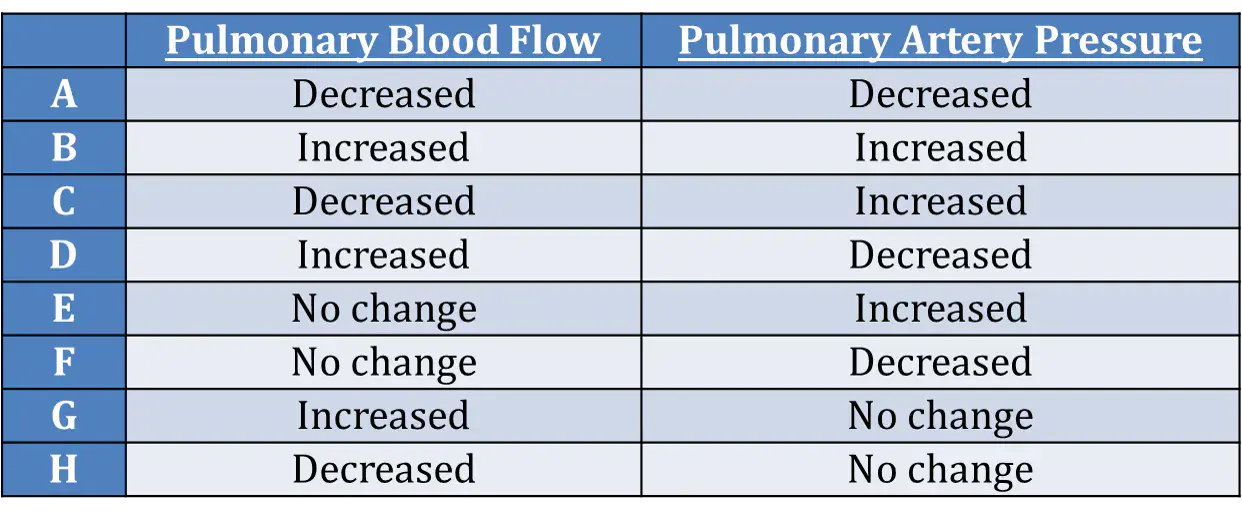 Pulmonary Blood Flow Pulmonary Artery Pressure
A Decreased Decreased
B Increased Increased
C Decreased Increased
D Increased Decreased
E No change Increased
F No change Decreased
G Increased No change
H Decreased No change